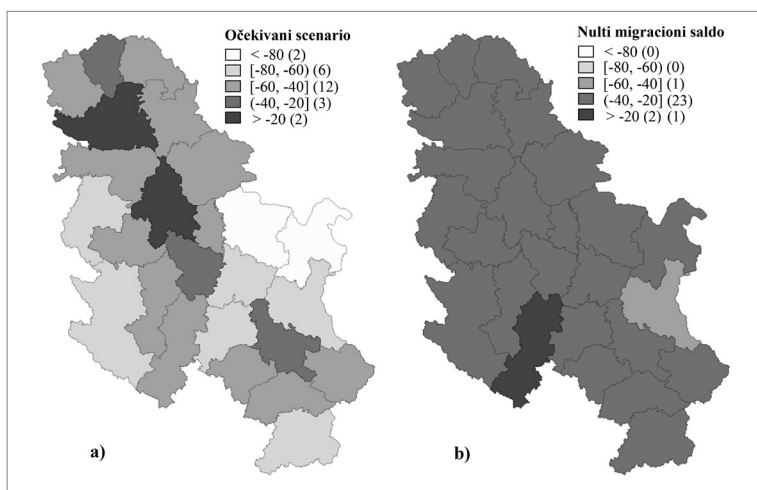 Očekivani scenario
< -80 (2)
[-80, -60) (6)
[-60, -40] (12)
(-40, -20] (3)
> -20 (2)
a)
Nulti migracioni saldo
< -80 (0)
[-80, -60) (0)
[-60, -40] (1)
(-40, -20] (23)
> -20 (2) (1)
b)